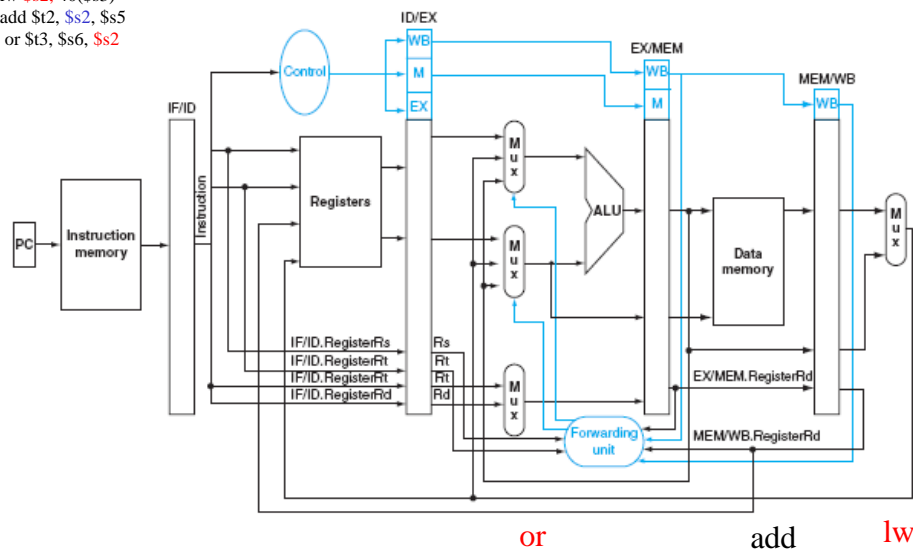 add $t2, $s2, $s5
or $t3, $s6, $s2
ID/EX
WB
EX/MEM
Control
M
WB
MEM/WB
IF/ID
EX
M
WB
M
u
x
Registers
Instruction
ALU
M
u
x
PC
Instruction
memory
M
u
x
Data
memory
IF/ID.RegisterRs
Rs
IF/ID.RegisterRt
Rt
IF/ID.RegisterRt
Rt
IF/ID.RegisterRd
Rd
M
u
x
EX/MEM.RegisterRd
Forwarding
unit
MEM/WB.RegisterRd
or
add
lw